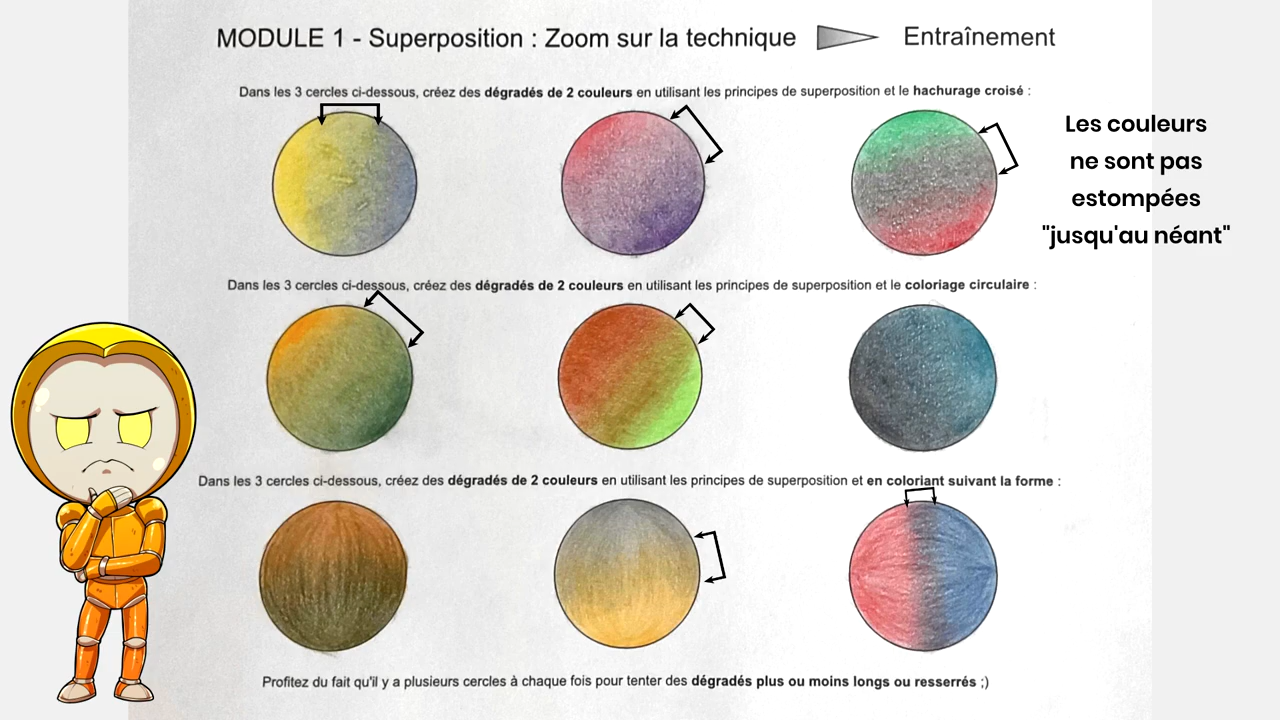 MODULE 1 - Superposition : Zoom sur la technique Entraînement
Dans les 3 cercles ci-dessous, créez des dégradés de 2 couleurs en utilisant les principes de superposition et le hachurage croisé :
Les couleurs
ne sont pas
estompées
"jusqu'au néant"
Dans les 3 cercles ci-dessous, créez des dégradés de 2 couleurs en utilisant les principes de superposition et le coloriage circulaire :
Dans les 3 cercles ci-dessous, créez des dégradés de 2 couleurs en utilisant les principes de superposition et en coloriant suivant la forme :
Profitez du fait qu'il y a plusieurs cercles à chaque fois pour tenter des dégradés plus ou moins longs ou resserrés ;)